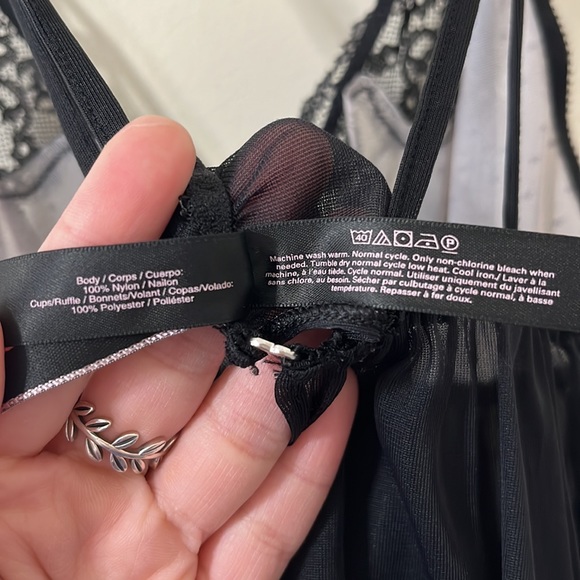 Body / Corps / Cuerpo:
100% Nylon / Nailon
Cups/Ruffle / Bonnets/Volant / Copas/Volado:
100% Polyester / Poliéster
40 P
Machine wash warm. Normal cycle. Only non-chlorine bleach when
needed. Tumble dry normal cycle low heat. Cool iron./ Laver à la
machine, à l'eau tiède. Cycle normal. Utiliser uniquement du javellisant
sans chlore, au besoin. Sécher par culbutage à cycle normal, à basse
température. Repasser à fer doux.